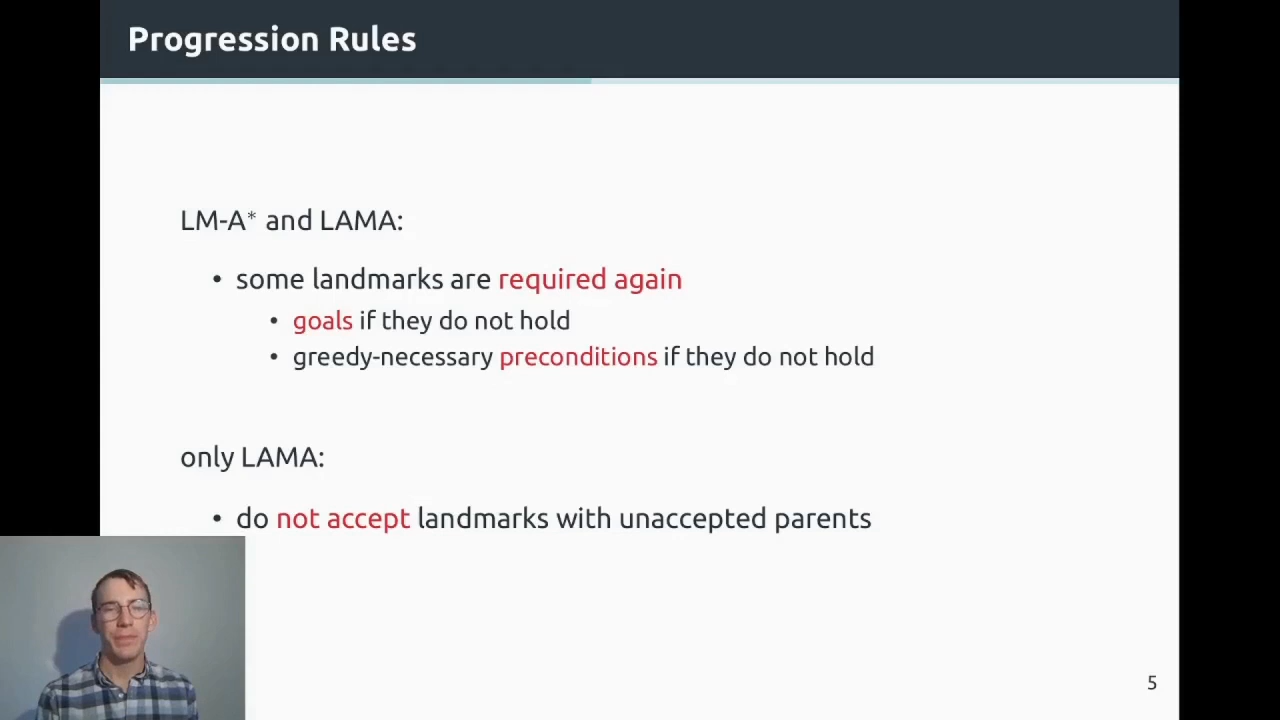 Progression Rules
LM-A* and LAMA:
• some landmarks are required again
• goals if they do not hold
• greedy-necessary preconditions if they do not hold
only LAMA:
• do not accept landmarks with unaccepted parents
5